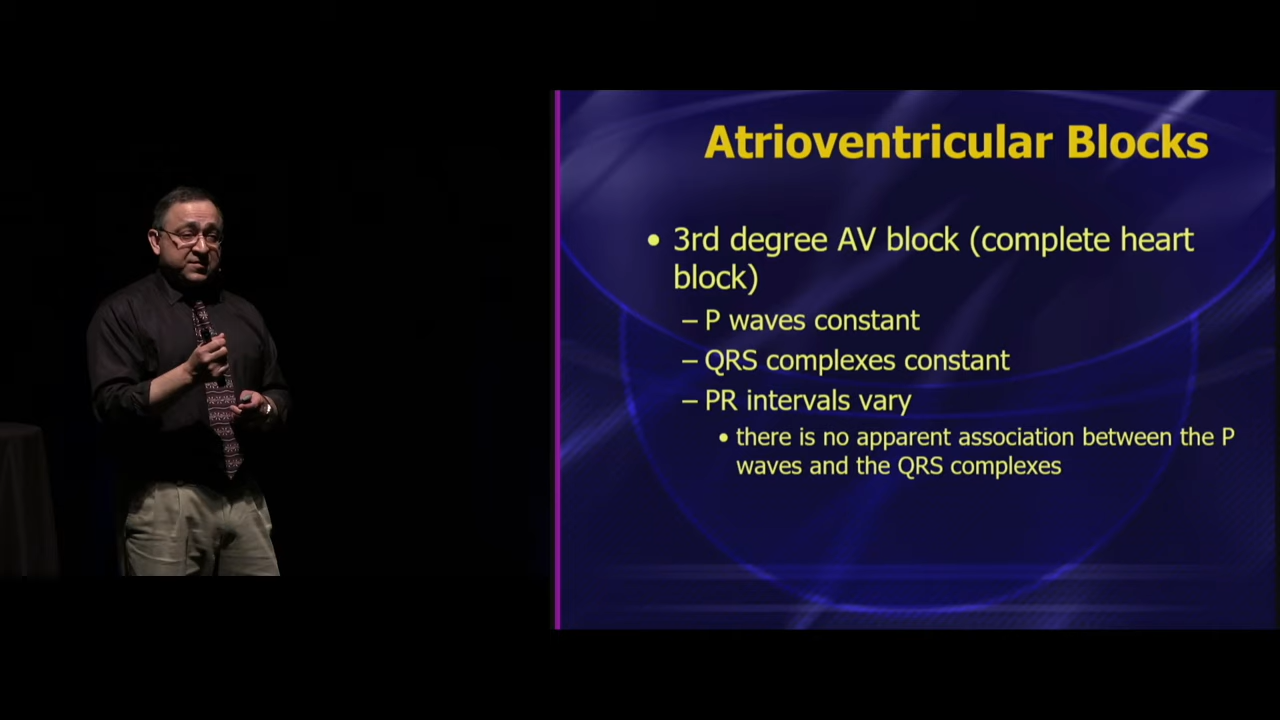 Atrioventricular Blocks
• 3rd degree AV block (complete heart
block)
– P waves constant
– QRS complexes constant
– PR intervals vary
• there is no apparent association between the P
waves and the QRS complexes